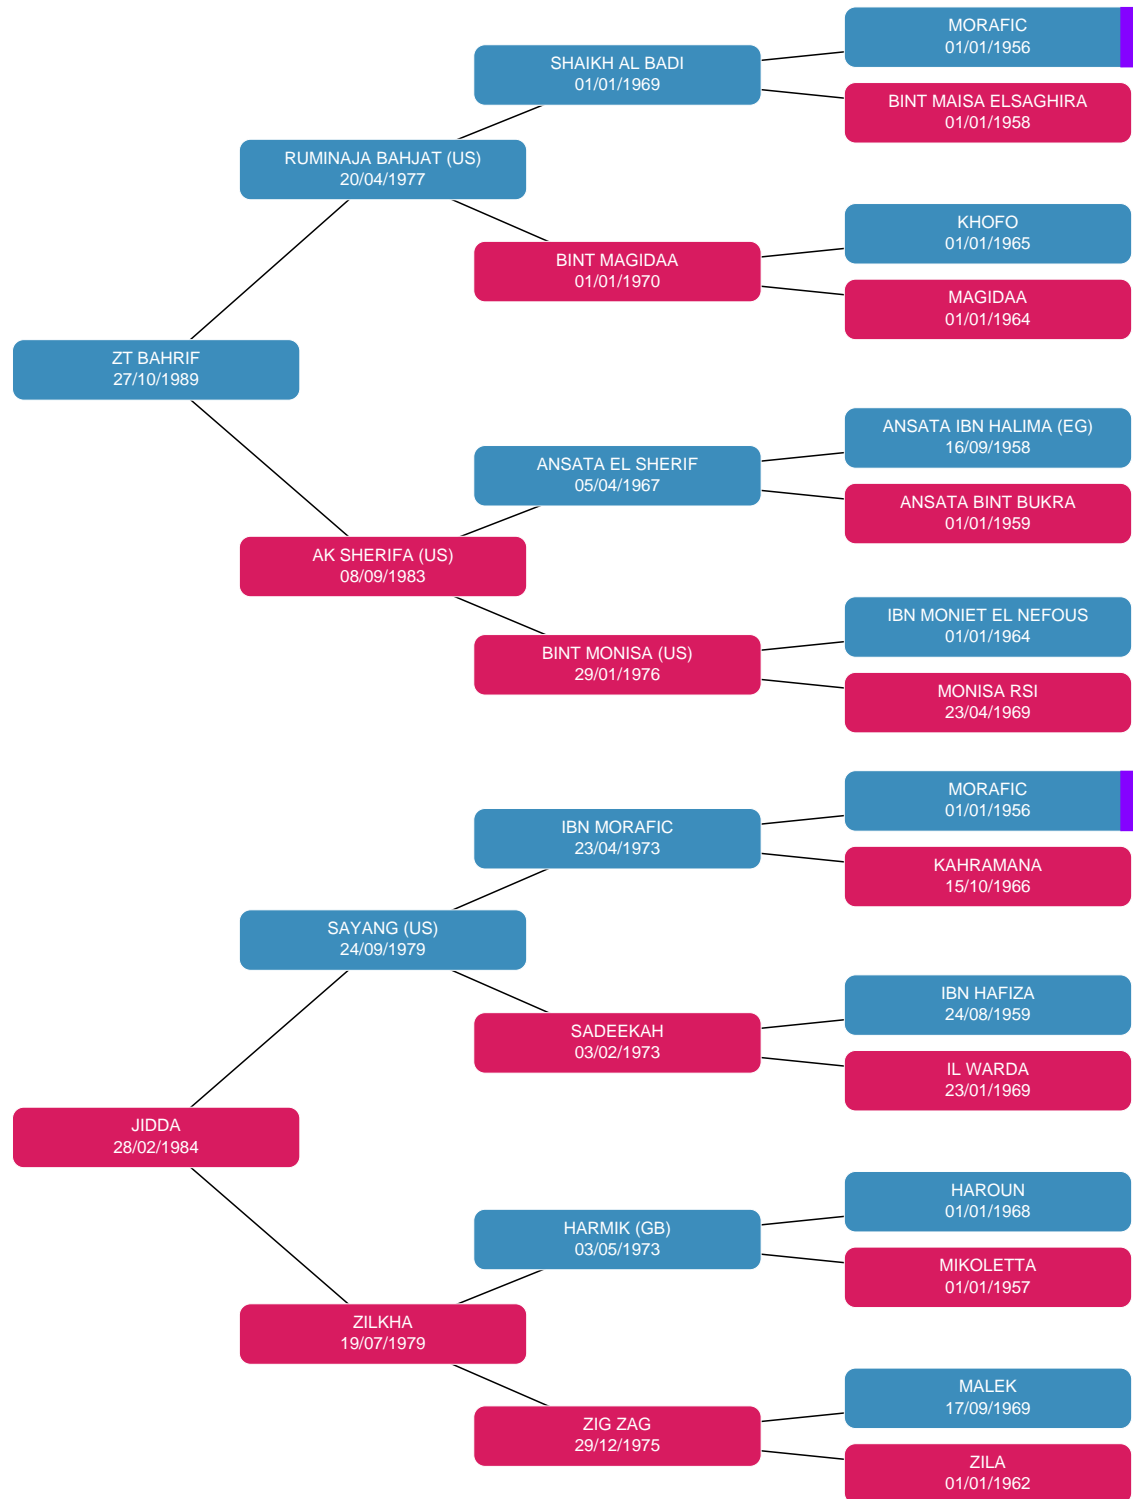 MORAFIC
01/01/1956
SHAIKH AL BADI
01/01/1969
BINT MAISA ELSAGHIRA
01/01/1958
RUMINAJA BAHJAT (US)
20/04/1977
KHOFO
01/01/1965
BINT MAGIDAA
01/01/1970
MAGIDAA
01/01/1964
ZT BAHRIF
27/10/1989
ANSATA IBN HALIMA (EG)
16/09/1958
ANSATA EL SHERIF
05/04/1967
ANSATA BINT BUKRA
01/01/1959
AK SHERIFA (US)
08/09/1983
IBN MONIET EL NEFOUS
01/01/1964
BINT MONISA (US)
29/01/1976
MONISA RSI
23/04/1969
MORAFIC
01/01/1956
IBN MORAFIC
23/04/1973
KAHRAMANA
15/10/1966
SAYANG (US)
24/09/1979
IBN HAFIZA
24/08/1959
SADEEKAH
03/02/1973
IL WARDA
23/01/1969
JIDDA
28/02/1984
HAROUN
01/01/1968
HARMIK (GB)
03/05/1973
MIKOLETTA
01/01/1957
ZILKHA
19/07/1979
MALEK
17/09/1969
ZIG ZAG
29/12/1975
ZILA
01/01/1962